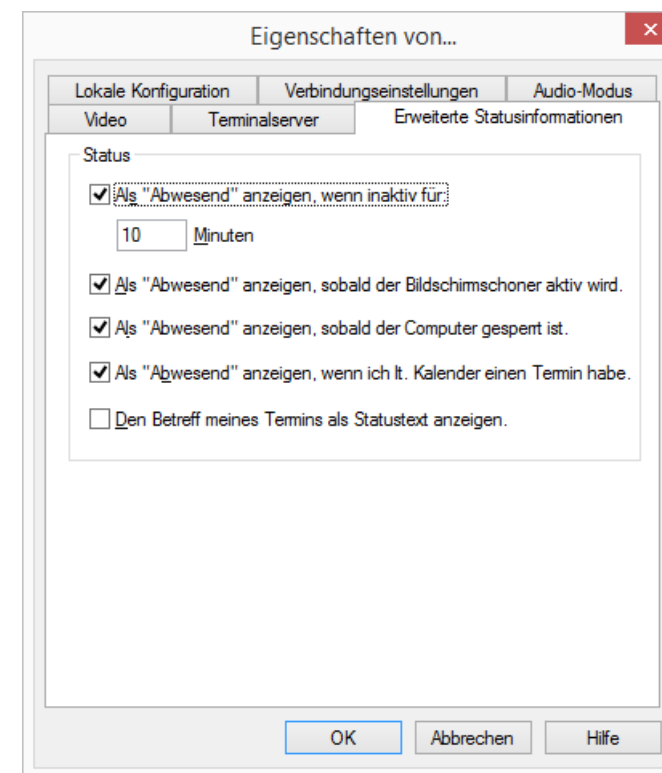 Eigenschaften von...
Lokale Konfiguration Verbindungseinstellungen Audio-Modus
Video Terminalserver Erweiterte Statusinformationen
Status
Als "Abwesend" anzeigen, wenn inaktiv für:
10 Minuten
Als "Abwesend" anzeigen, sobald der Bildschirmschoner aktiv wird.
Als "Abwesend" anzeigen, sobald der Computer gesperrt ist.
Als "Abwesend" anzeigen, wenn ich lt. Kalender einen Termin habe.
Den Betreff meines Termins als Statustext anzeigen.
OK Abbrechen Hilfe